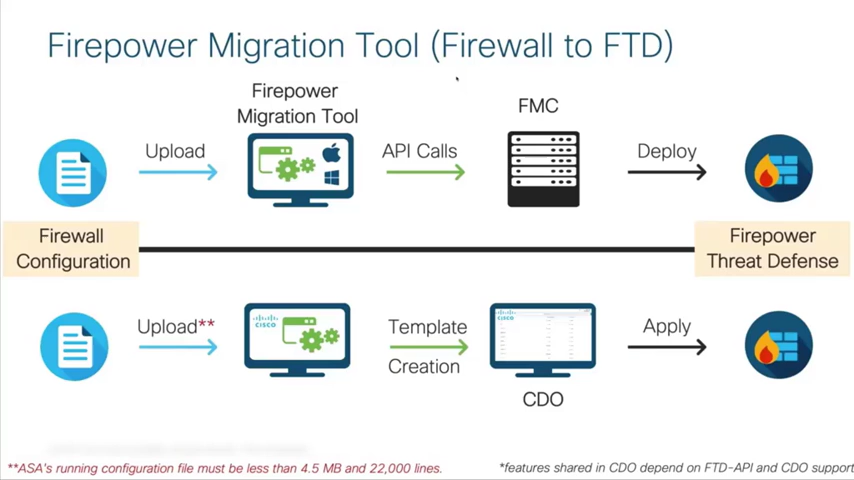 Firepower Migration Tool (Firewall to FTD)
Firepower
Migration Tool
FMC
Upload
API Calls
Deploy
Firewall
Configuration
Firepower
Threat Defense
Upload**
CISCO
Template
Creation
CISCO
Apply
CDO
**ASA's running configuration file must be less than 4.5 MB and 22,000 lines.
*features shared in CDO depend on FTD-API and CDO support